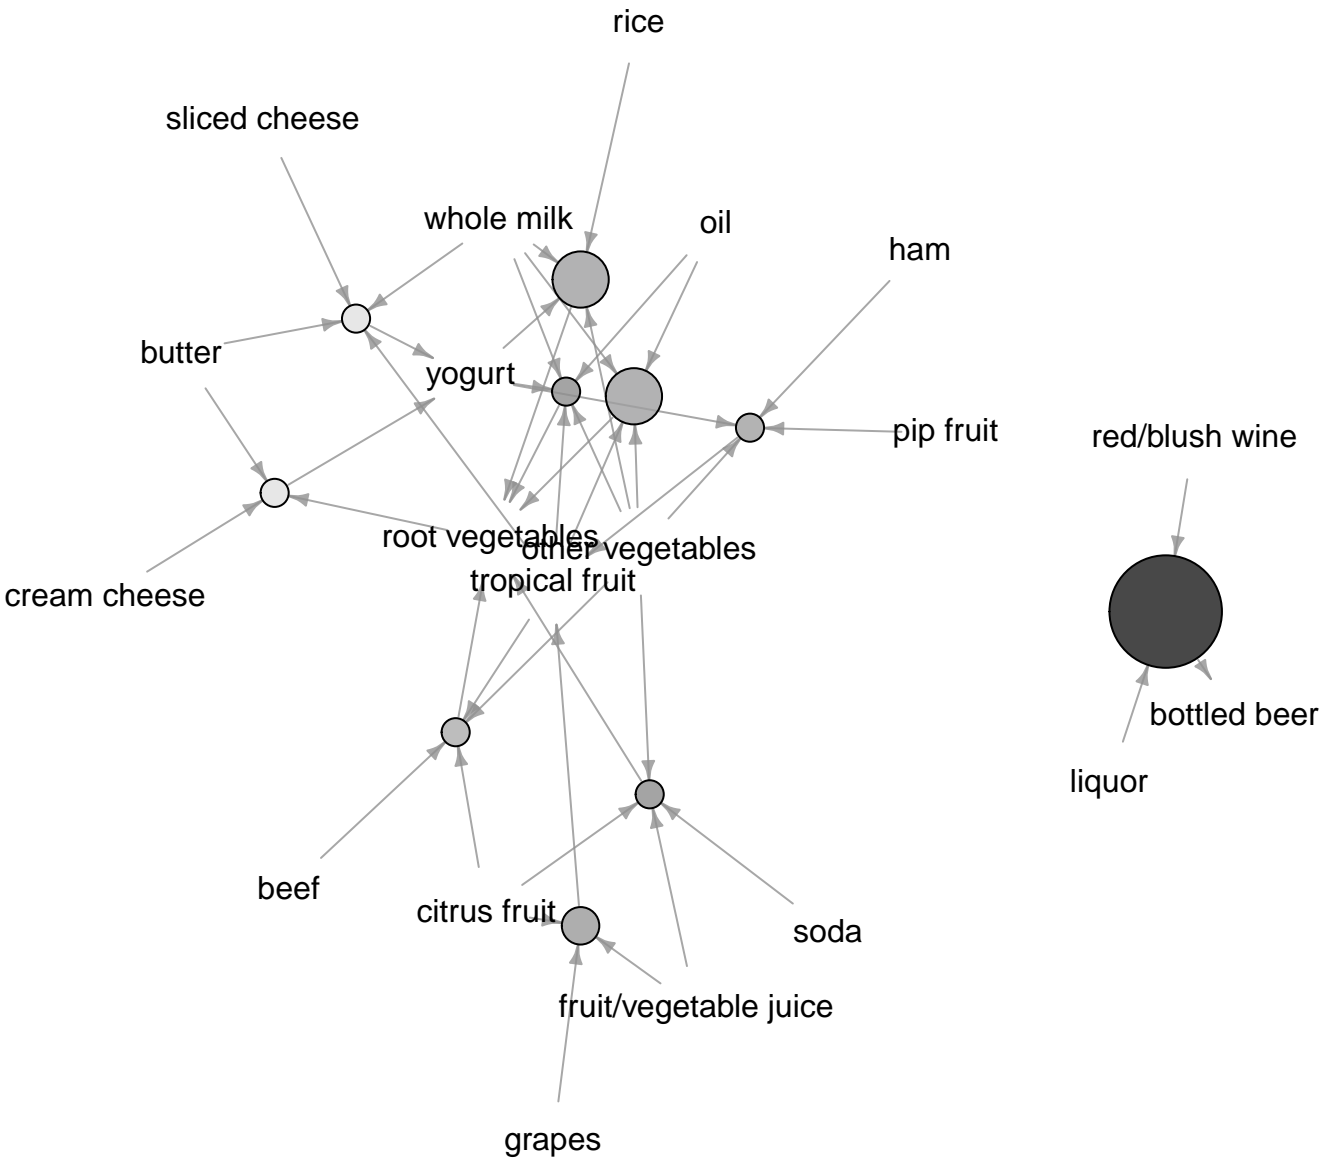 rice
sliced cheese
whole milk
oil
ham
butter
yogurt
pip fruit
red/blush wine
root vegetables
other vegetables
tropical fruit
cream cheese
bottled beer
liquor
beef
citrus fruit
soda
fruit/vegetable juice
grapes